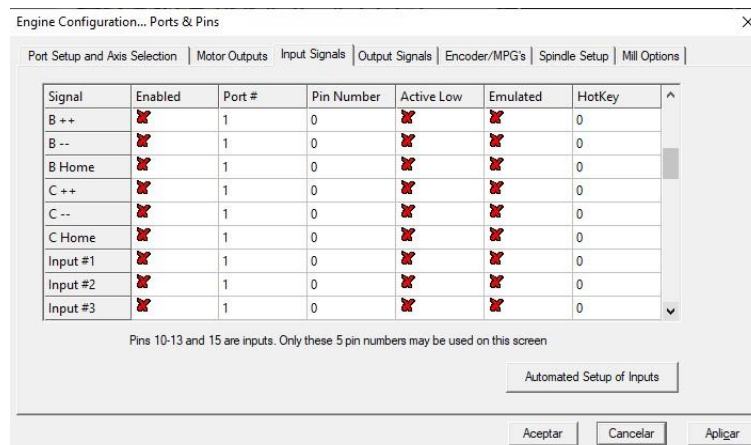 Engine Configuration... Ports & Pins
Port Setup and Axis Selection Motor Outputs Input Signals Output Signals Encoder/MPG's Spindle Setup Mill Options
Signal Enabled Port # Pin Number Active Low Emulated HotKey
B ++ 1 0 0
B -- 1 0 0
B Home 1 0 0
C ++ 1 0 0
C -- 1 0 0
C Home 1 0 0
Input #1 1 0 0
Input #2 1 0 0
Input #3 1 0 0
Pins 10-13 and 15 are inputs. Only these 5 pin numbers may be used on this screen
Automated Setup of Inputs
Aceptar Cancelar Aplicar